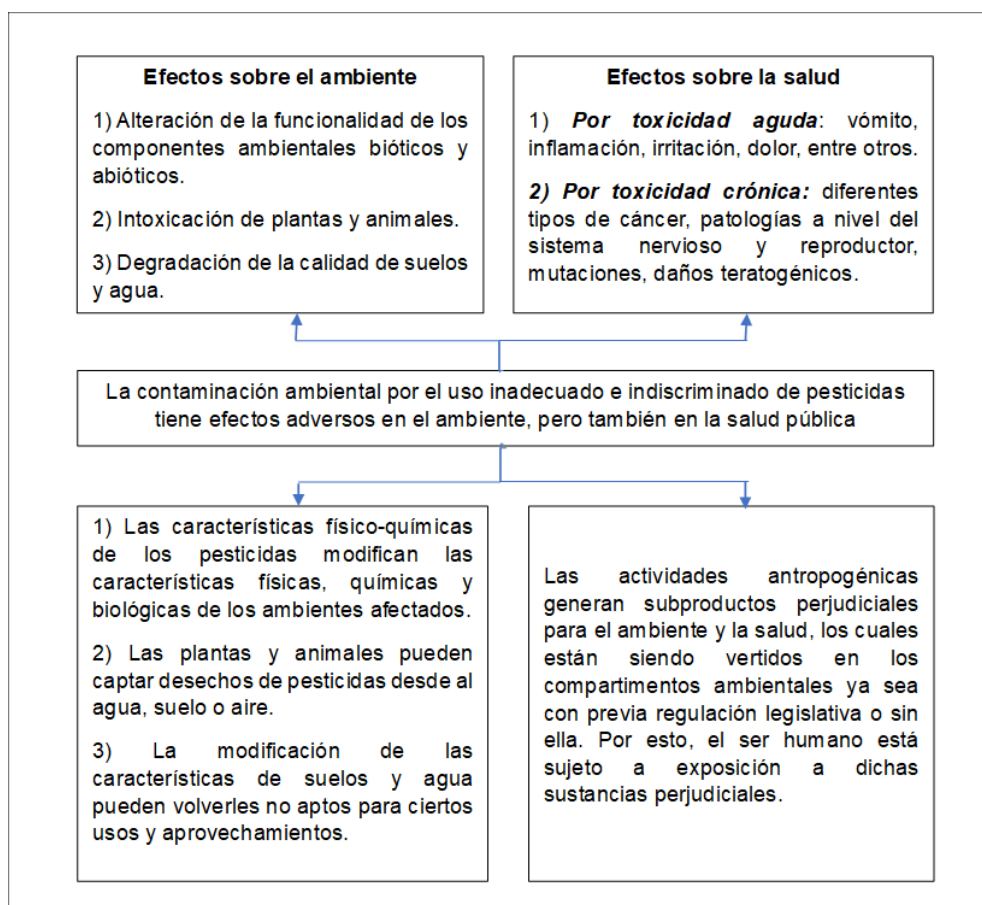 Efectos sobre el ambiente
1) Alteración de la funcionalidad de los
componentes ambientales bióticos y
abióticos.
2) Intoxicación de plantas y animales.
3) Degradación de la calidad de suelos
y agua.
Efectos sobre la salud
1) Por toxicidad aguda: vómito,
inflamación, irritación, dolor, entre otros.
2) Por toxicidad crónica: diferentes
tipos de cáncer, patologías a nivel del
sistema nervioso y reproductor,
mutaciones, daños teratogénicos.
La contaminación ambiental por el uso inadecuado e indiscriminado de pesticidas
tiene efectos adversos en el ambiente, pero también en la salud pública
1) Las características físico-químicas
de los pesticidas modifican las
características físicas, químicas y
biológicas de los ambientes afectados.
2) Las plantas y animales pueden
captar desechos de pesticidas desde al
agua, suelo o aire.
3) La modificación de las
características de suelos y agua
pueden volverles no aptos para ciertos
usos y aprovechamientos.
Las actividades antropogénicas
generan subproductos perjudiciales
para el ambiente y la salud, los cuales
están siendo vertidos en los
compartimentos ambientales ya sea
con previa regulación legislativa o sin
ella. Por esto, el ser humano está
sujeto a exposición a dichas
sustancias perjudiciales.